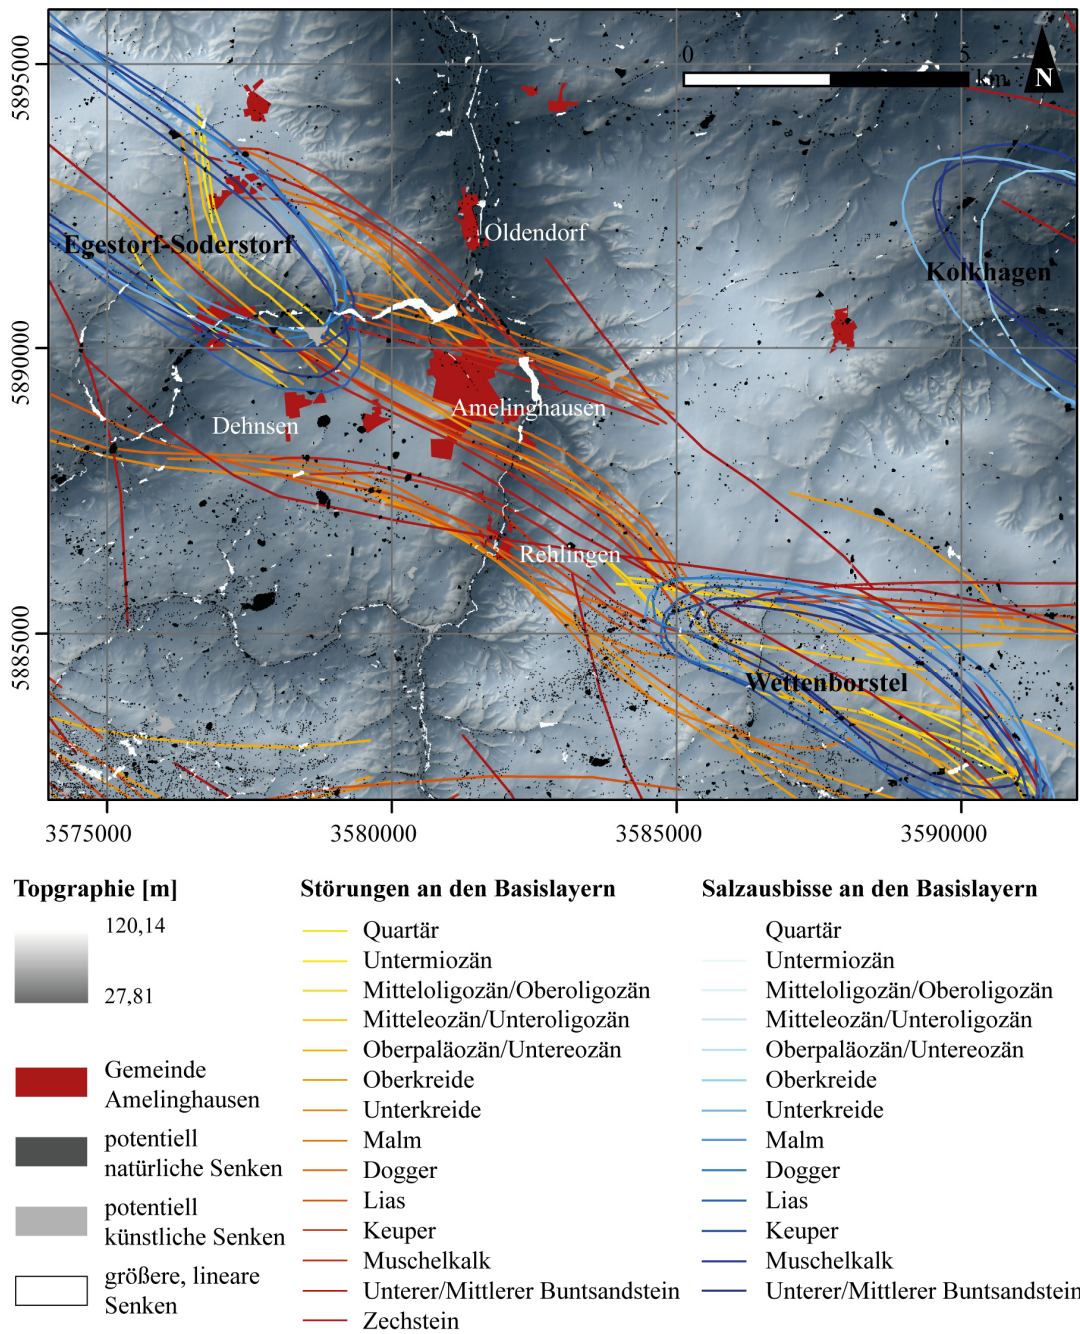 0
5
km
N
5895000
5890000
5885000
Oldendorf
Egestorf-Soderstorf
Kolkhagen
Amelinghausen
Dehnsen
Rehlingen
Wettenborstel
3575000
3580000
3585000
3590000
Topgraphie [m]
120,14
27,81
Gemeinde
Amelinghausen
potentiell
natürliche Senken
potentiell
künstliche Senken
größere, lineare
Senken
Störungen an den Basislayern
Quartär
Untermiozän
Mitteloligozän/Oberoligozän
Mitteleozän/Unteroligozän
Oberpaläozän/Untereozän
Oberkreide
Unterkreide
Malm
Dogger
Lias
Keuper
Muschelkalk
Unterer/Mittlerer Buntsandstein
Zechstein
Salzausbisse an den Basislayern
Quartär
Untermiozän
Mitteloligozän/Oberoligozän
Mitteleozän/Unteroligozän
Oberpaläozän/Untereozän
Oberkreide
Unterkreide
Malm
Dogger
Lias
Keuper
Muschelkalk
Unterer/Mittlerer Buntsandstein